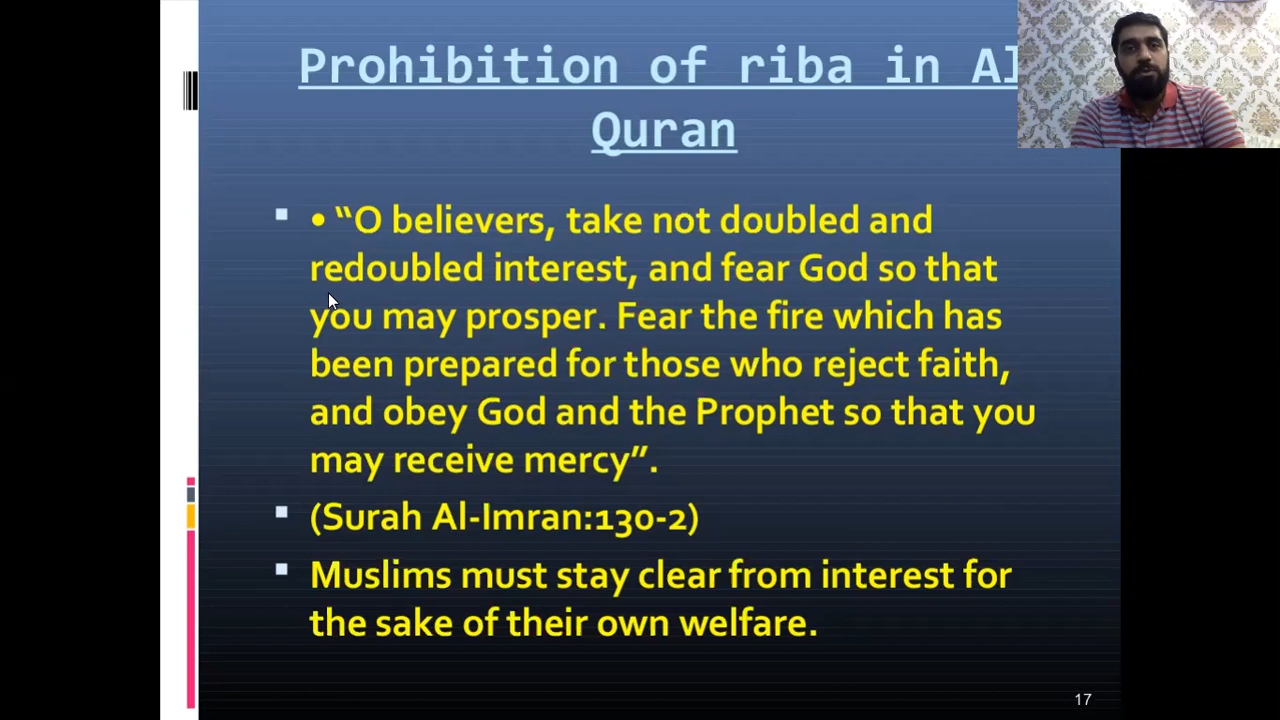 Prohibition of riba in Al
Quran
• “O believers, take not doubled and
redoubled interest, and fear God so that
you may prosper. Fear the fire which has
been prepared for those who reject faith,
and obey God and the Prophet so that you
may receive mercy”.
(Surah Al-Imran:130-2)
Muslims must stay clear from interest for
the sake of their own welfare.
17